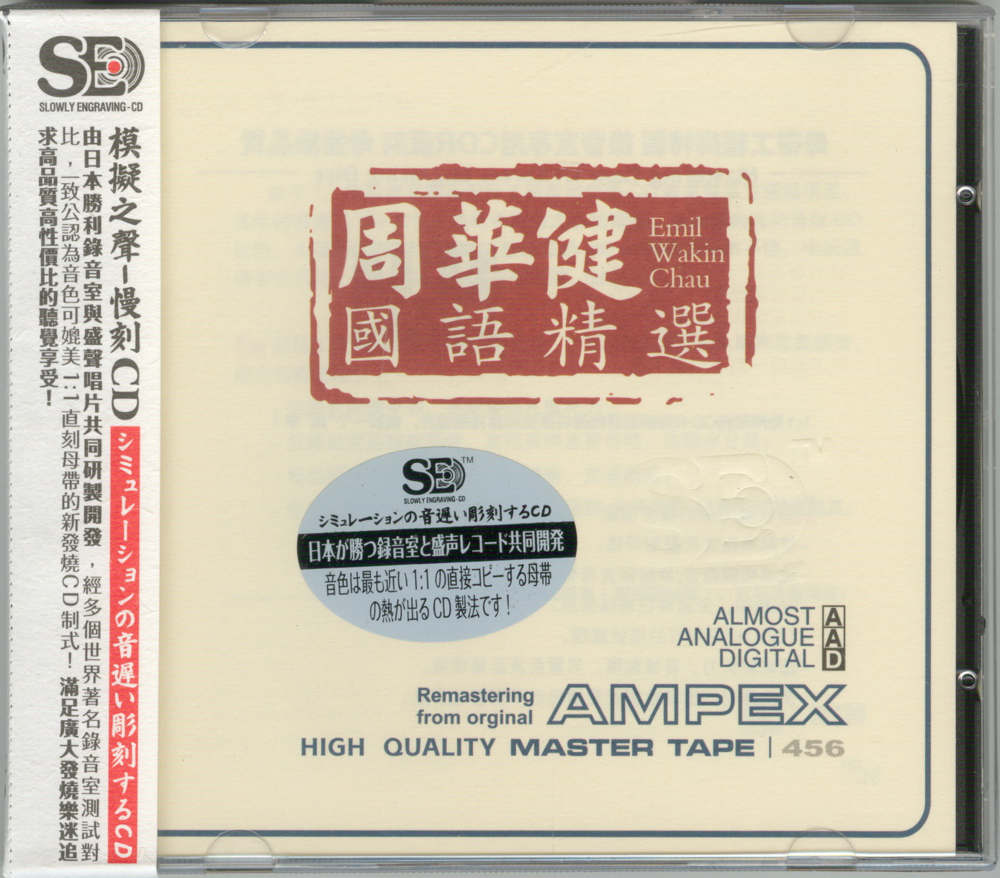 SE
SLOWLY ENGRAVING-CD
模擬之聲-慢刻CD シミュレーションの音遅い彫刻するCD
由日本勝利錄音室與盛聲唱片共同研製開發，經多個世界著名錄音室測試對
比，一致公認為音色可媲美1:1直刻母帶的新發燒CD制式！滿足廣大發燒樂迷追
求高品質高性價比的聽覺享受！
周華健
Emil
Wakin
Chau
國語精選
SE™
SLOWLY ENGRAVING-CD
シミュレーションの音遅い彫刻するCD
日本が勝つ録音室と盛声レコード共同開発
音色は最も近い1:1の直接コピーする母帯
の熱が出るCD製法です！
SE™
ALMOST A
ANALOGUE A
DIGITAL D
Remastering
from orginal AMPEX
HIGH QUALITY MASTER TAPE | 456